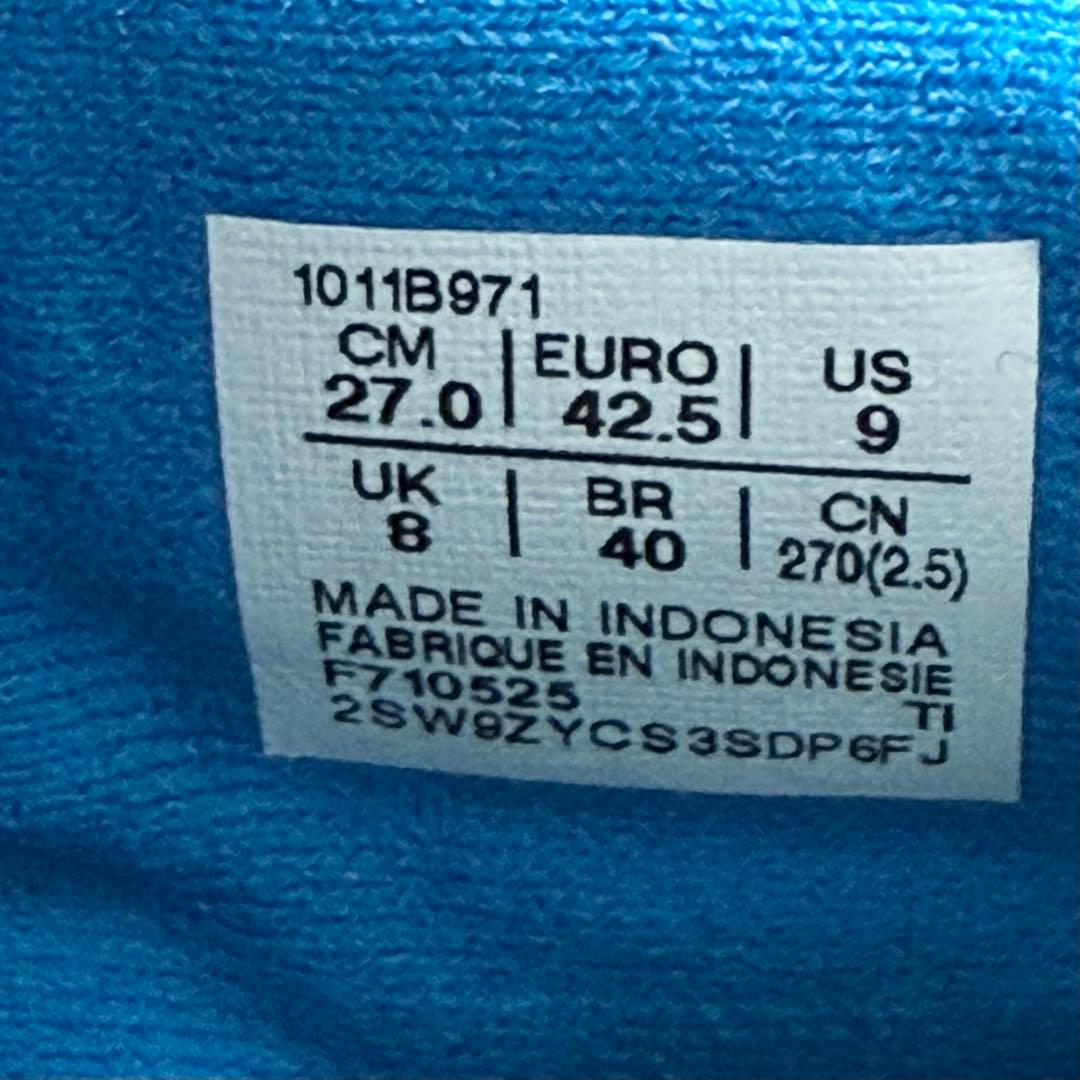 1011B971
CM | EURO | US
27.0 | 42.5 | 9
UK | BR | CN
8 | 40 | 270(2.5)
MADE IN INDONESIA
FABRIQUE EN INDONESIE
F710525 TI
2SW9ZYCS3SDP6FJ